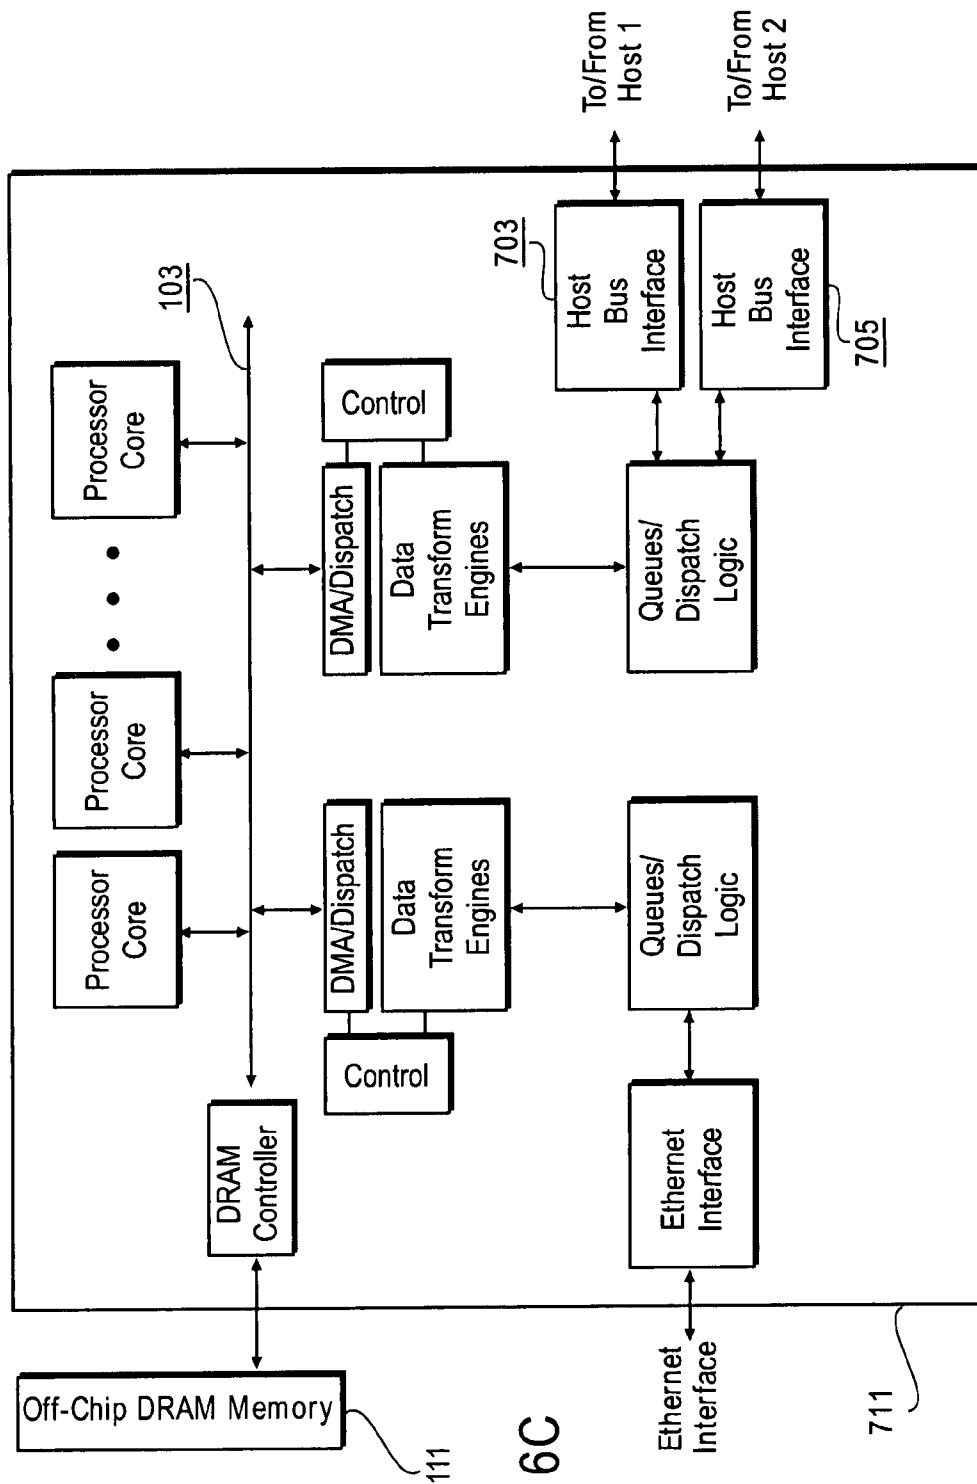 Off-Chip DRAM Memory
111
DRAM
Controller
Processor
Core
Processor
Core
Processor
Core
103
Control
DMA/Dispatch
Data
Transform
Engines
DMA/Dispatch
Data
Transform
Engines
Control
Ethernet
Interface
Ethernet
Interface
Queues/
Dispatch
Logic
Queues/
Dispatch
Logic
703
Host
Bus
Interface
To/From
Host 1
Host
Bus
Interface
705
To/From
Host 2
711
6C